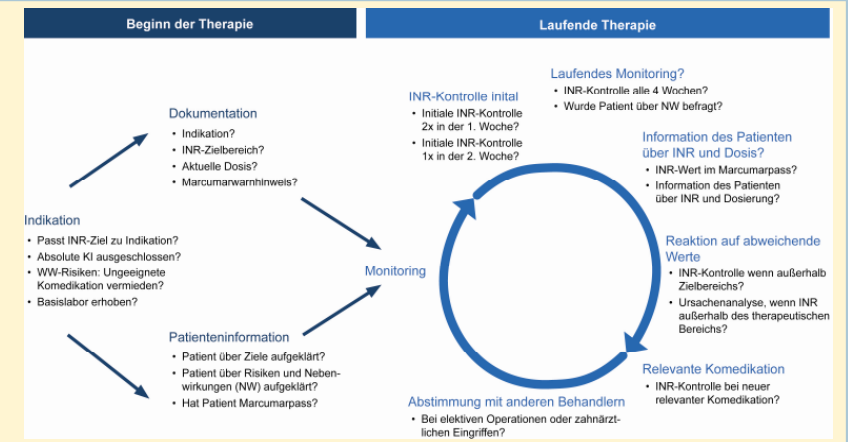 Beginn der Therapie
Laufende Therapie
Dokumentation
• Indikation?
• INR-Zielbereich?
• Aktuelle Dosis?
• Marcumarwarnhinweis?
Indikation
• Passt INR-Ziel zu Indikation?
• Absolute KI ausgeschlossen?
• WW-Risiken: Ungeeignete
Komedikation vermieden?
• Basislabor erhoben?
Patienteninformation
• Patient über Ziele aufgeklärt?
• Patient über Risiken und Neben-
wirkungen (NW) aufgeklärt?
• Hat Patient Marcumarpass?
Monitoring
INR-Kontrolle inital
• Initiale INR-Kontrolle
2x in der 1. Woche?
• Initiale INR-Kontrolle
1x in der 2. Woche?
Laufendes Monitoring?
• INR-Kontrolle alle 4 Wochen?
• Wurde Patient über NW befragt?
Information des Patienten
über INR und Dosis?
• INR-Wert im Marcumarpass?
• Information des Patienten
über INR und Dosierung?
Reaktion auf abweichende
Werte
• INR-Kontrolle wenn außerhalb
Zielbereichs?
• Ursachenanalyse, wenn INR
außerhalb des therapeutischen
Bereichs?
Relevante Komedikation
• INR-Kontrolle bei neuer
relevanter Komedikation?
Abstimmung mit anderen Behandlern
• Bei elektiven Operationen oder zahnärzt-
lichen Eingriffen?